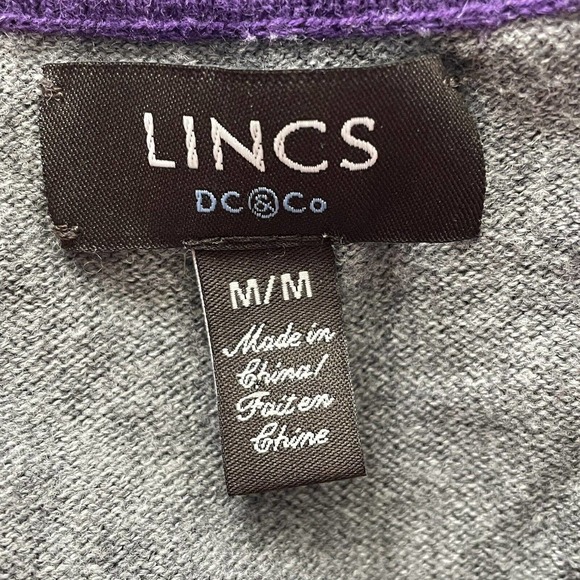 LINCS
DC&Co
M/M
Made in
China/
Fait en
Chine